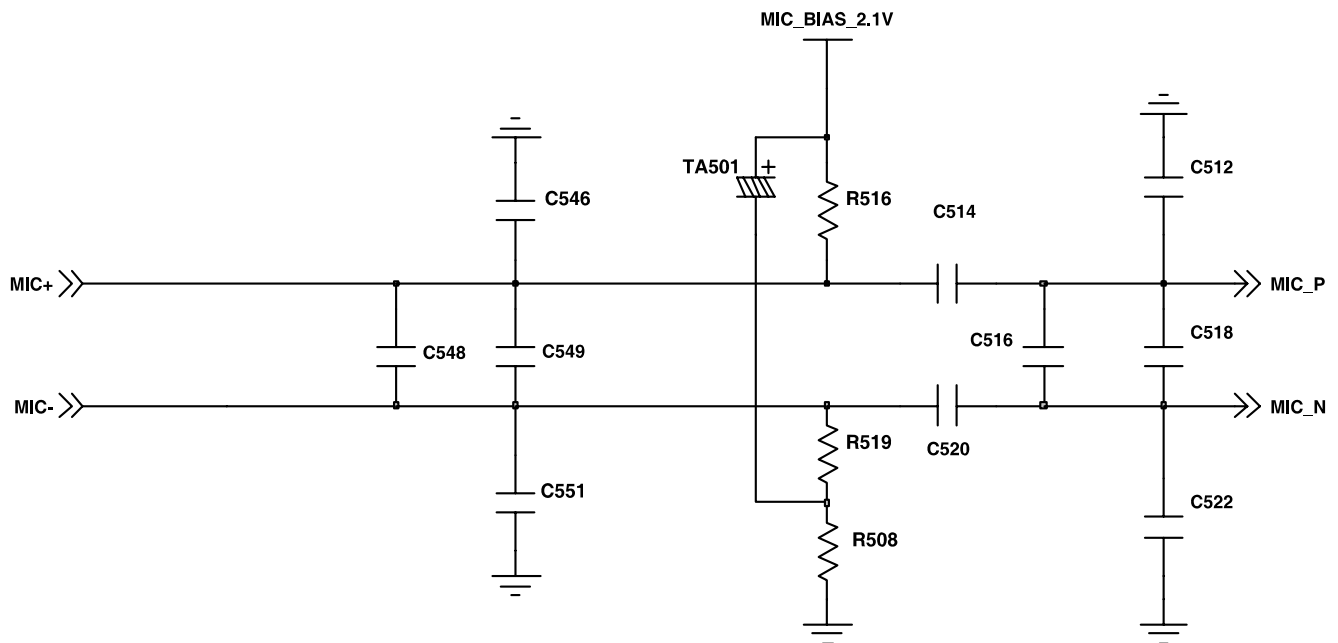 MIC_BIAS_2.1V
TA501
+
R516
C512
C546
C514
MIC+
MIC_P
C548
C549
C516
C518
MIC-
MIC_N
R519
C520
C551
C522
R508